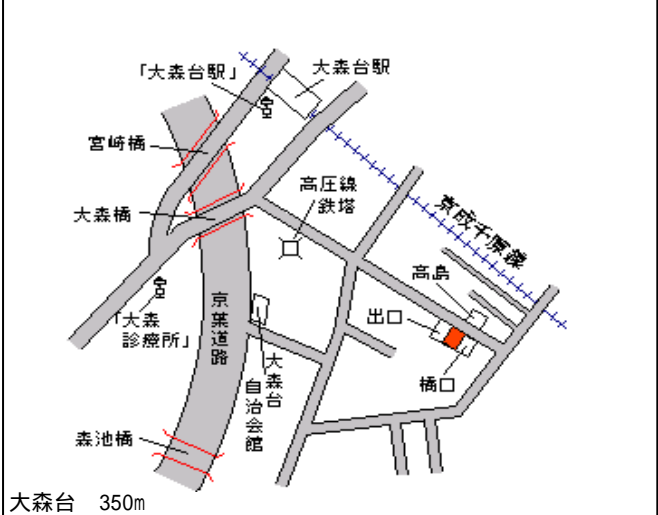 「大森台駅」
大森台駅
宮崎橋
高圧線
鉄塔
大森橋
京成千原線
高島
出口
「大森
診療所」
京葉道路
大森台
自治会館
橋口
森池橋
大森台 350m